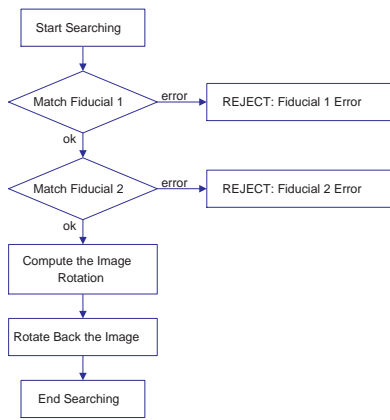 Start Searching
Match Fiducial 1
error
REJECT: Fiducial 1 Error
ok
Match Fiducial 2
error
REJECT: Fiducial 2 Error
ok
Compute the Image
Rotation
Rotate Back the Image
End Searching